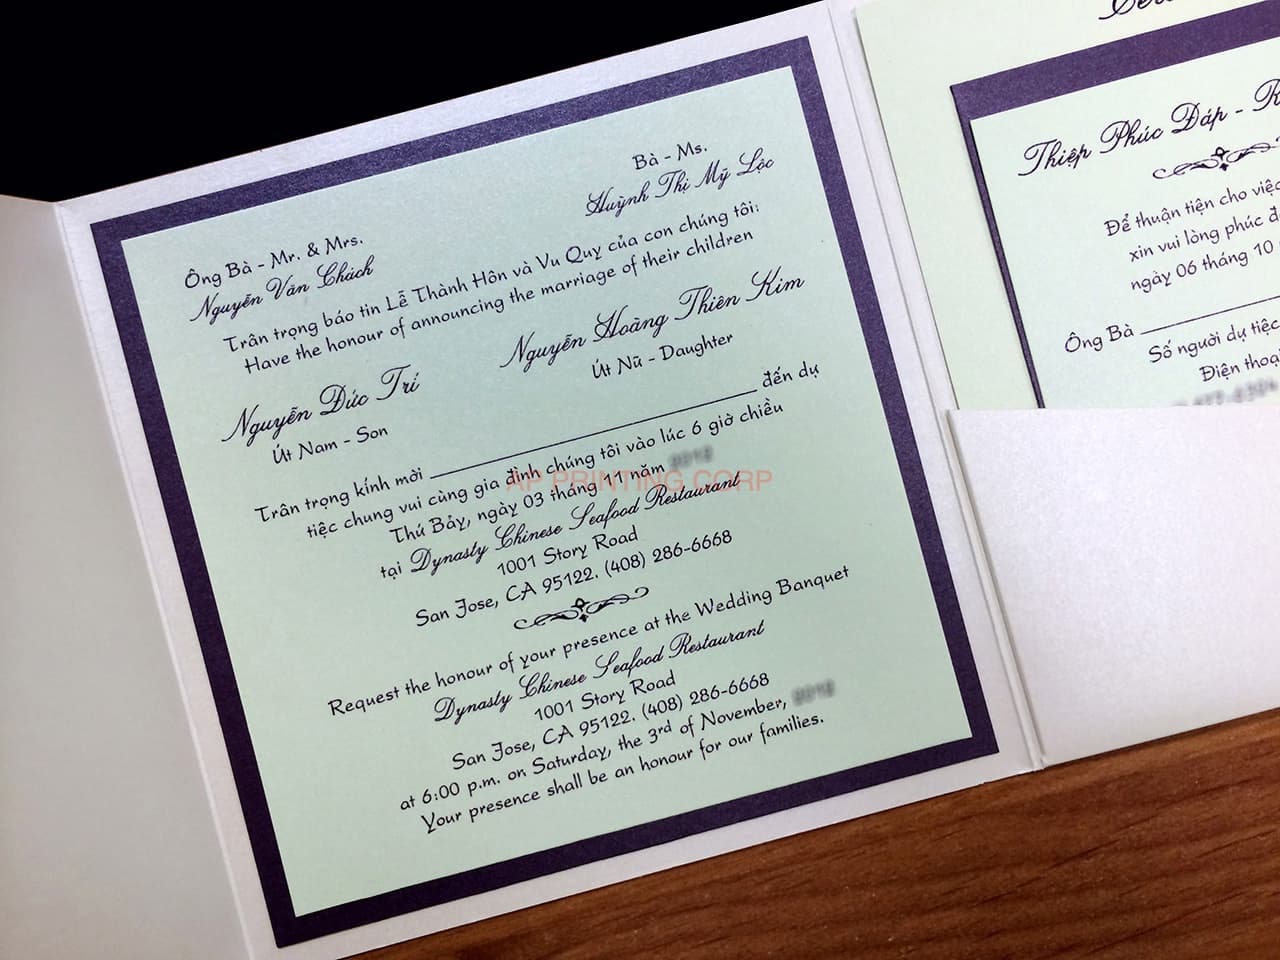 Ông Bà - Mr. & Mrs.
Nguyễn Văn Chách
Bà - Ms.
Huỳnh Thị Mỹ Lộc
Trân trọng báo tin Lễ Thành Hôn và Vu Quy của con chúng tôi:
Have the honour of announcing the marriage of their children
Nguyễn Đức Trí
Út Nam - Son
Nguyễn Hoàng Thiên Kim
Út Nữ - Daughter
Trân trọng kính mời ____________________ đến dự
tiệc chung vui cùng gia đình chúng tôi vào lúc 6 giờ chiều
Thứ Bảy, ngày 03 tháng 11 năm
tại Dynasty Chinese Seafood Restaurant
1001 Story Road
San Jose, CA 95122. (408) 286-6668
Request the honour of your presence at the Wedding Banquet
Dynasty Chinese Seafood Restaurant
1001 Story Road
San Jose, CA 95122. (408) 286-6668
at 6:00 p.m. on Saturday, the 3rd of November,
Your presence shall be an honour for our families.
AP PRINTING CORP
Thiệp Phúc Đáp -
Để thuận tiện cho việc
xin vui lòng phúc
ngày 06 tháng 10
Ông Bà ____________________
Số người dự tiệc
Điện thoại